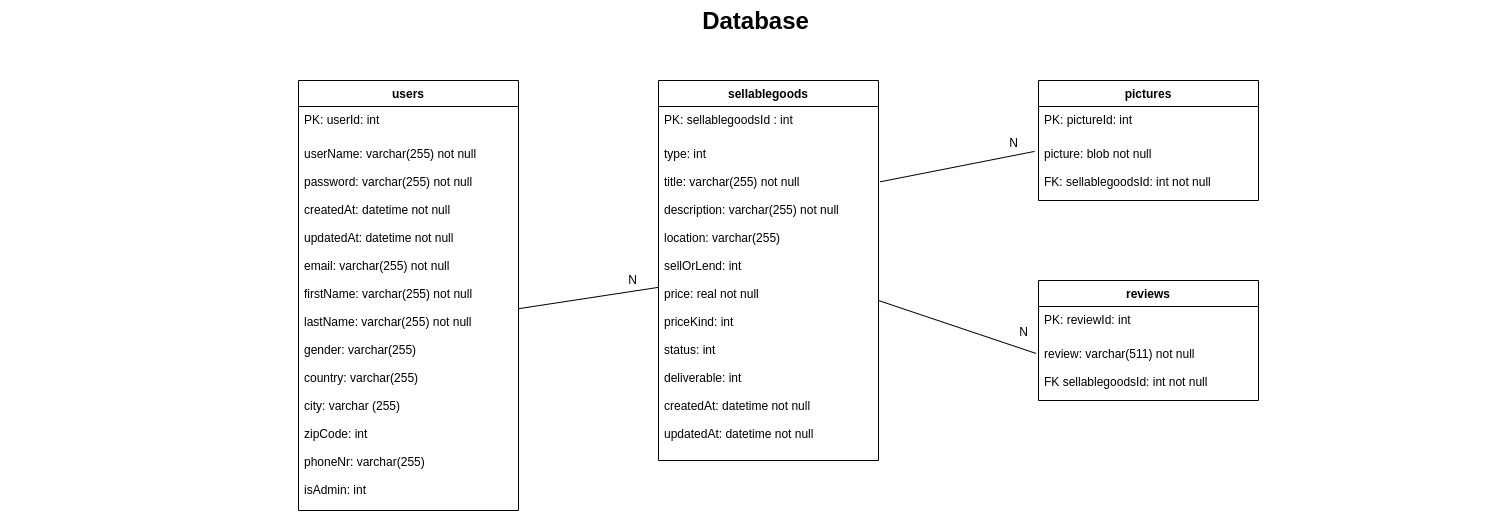 Database
users
PK: userId: int
userName: varchar(255) not null
password: varchar(255) not null
createdAt: datetime not null
updatedAt: datetime not null
email: varchar(255) not null
firstName: varchar(255) not null
lastName: varchar(255) not null
gender: varchar(255)
country: varchar(255)
city: varchar (255)
zipCode: int
phoneNr: varchar(255)
isAdmin: int
N
sellablegoods
PK: sellablegoodsId : int
type: int
title: varchar(255) not null
description: varchar(255) not null
location: varchar(255)
sellOrLend: int
price: real not null
priceKind: int
status: int
deliverable: int
createdAt: datetime not null
updatedAt: datetime not null
N
pictures
PK: pictureId: int
picture: blob not null
FK: sellablegoodsId: int not null
N
reviews
PK: reviewId: int
review: varchar(511) not null
FK sellablegoodsId: int not null